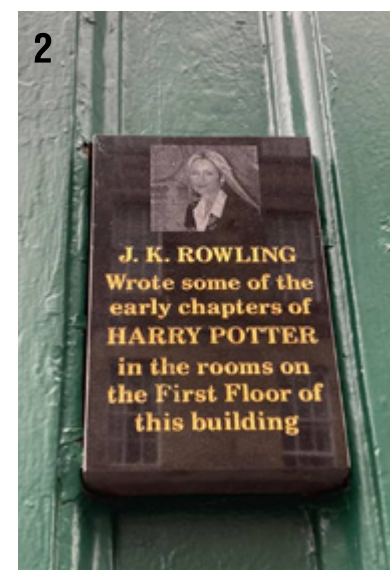 2
J. K. ROWLING
Wrote some of the
early chapters of
HARRY POTTER
in the rooms on
the First Floor of
this building